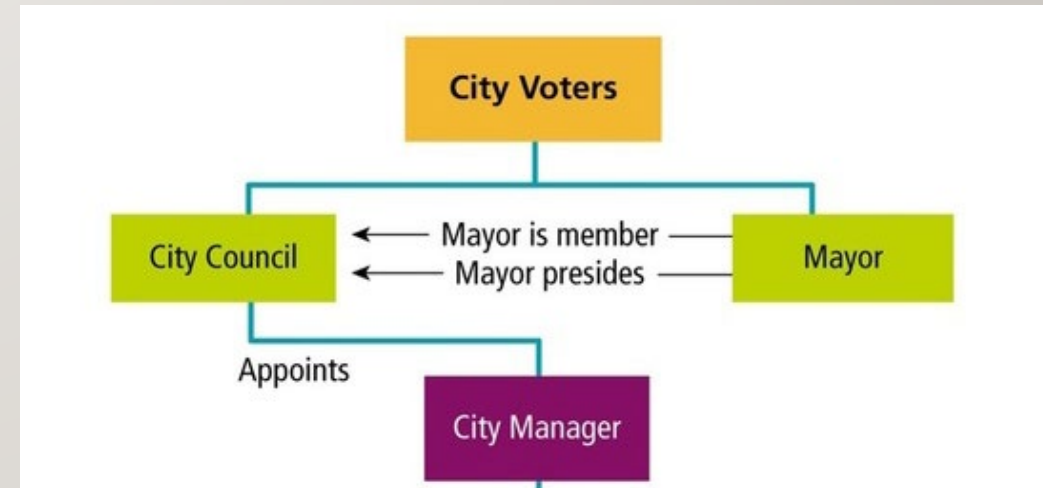 City Voters
City Council
Mayor is member
Mayor presides
Mayor
Appoints
City Manager